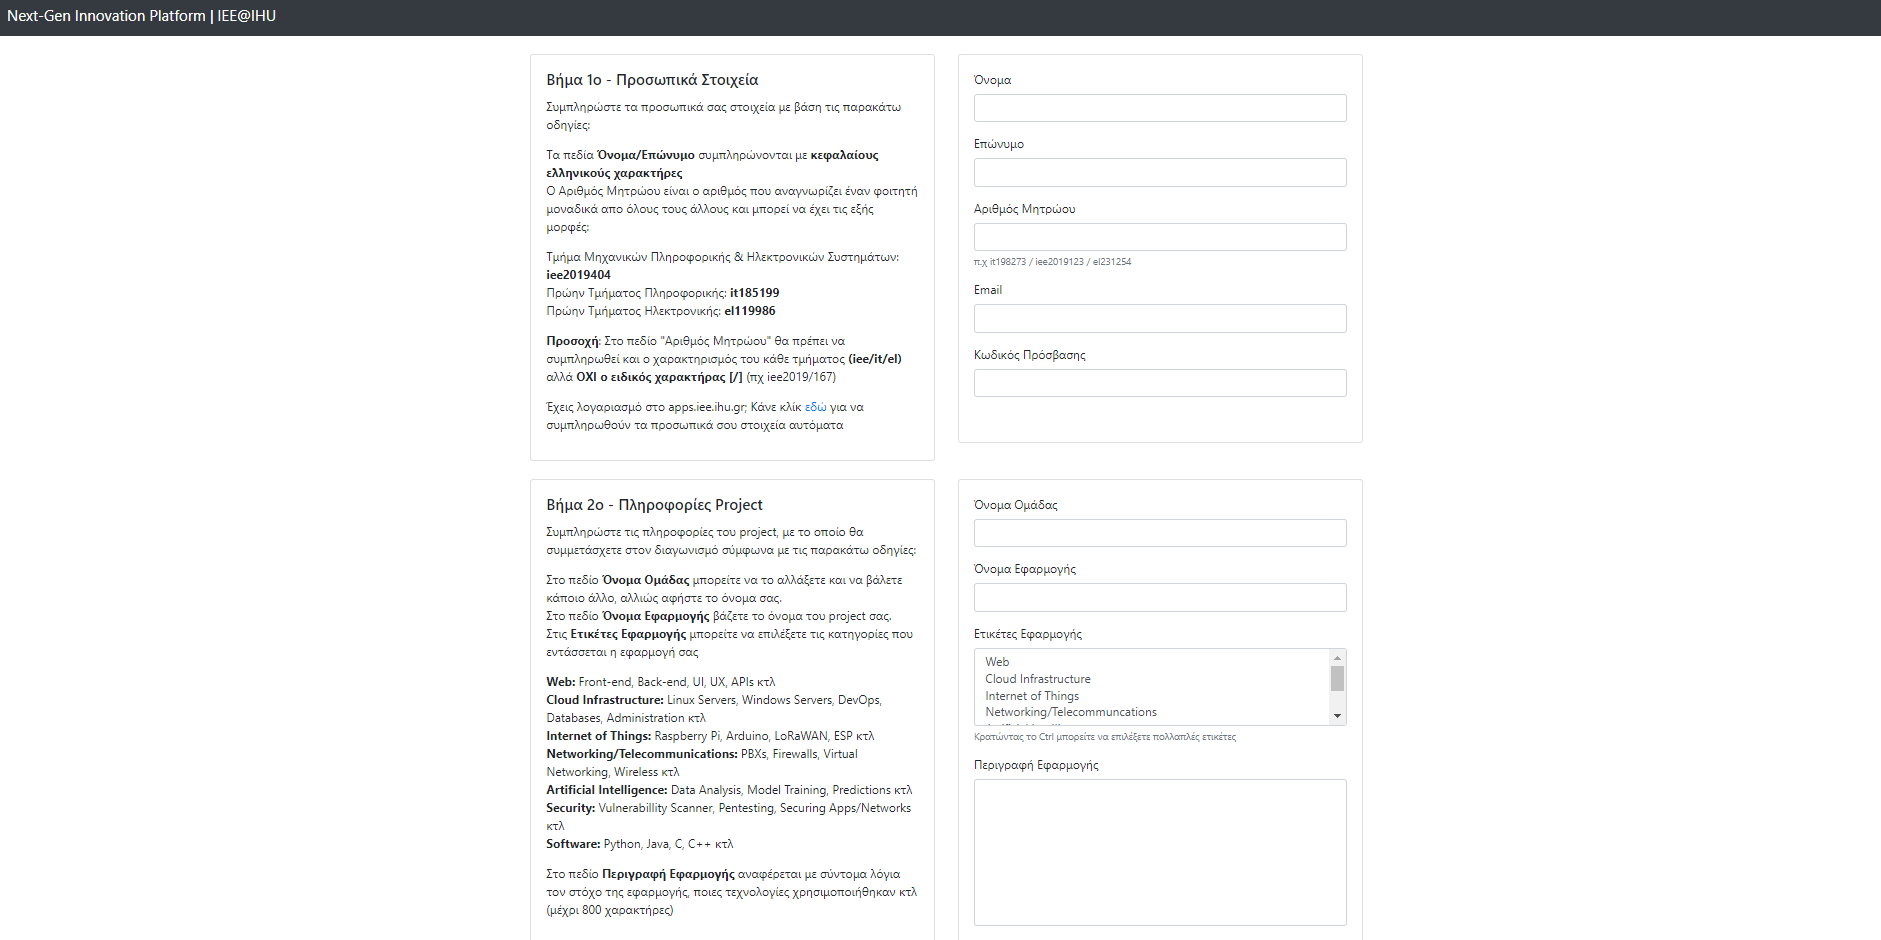 Next-Gen Innovation Platform | IEE@IHU
Βήμα 1ο - Προσωπικά Στοιχεία
Συμπληρώστε τα προσωπικά σας στοιχεία με βάση τις παρακάτω
οδηγίες:
Τα πεδία Όνομα/Επώνυμο συμπληρώνονται με κεφαλαίους
ελληνικούς χαρακτήρες
Ο Αριθμός Μητρώου είναι ο αριθμός που αναγνωρίζει έναν φοιτητή
μοναδικά απο όλους τους άλλους και μπορεί να έχει τις εξής
μορφές:
Τμήμα Μηχανικών Πληροφορικής & Ηλεκτρονικών Συστημάτων:
iee2019404
Πρώην Τμήματος Πληροφορικής: it185199
Πρώην Τμήματος Ηλεκτρονικής: el119986
Προσοχή: Στο πεδίο "Αριθμός Μητρώου" θα πρέπει να
συμπληρωθεί και ο χαρακτηρισμός του κάθε τμήματος (iee/it/el)
αλλά ΟΧΙ ο ειδικός χαρακτήρας [/] (πχ iee2019/167)
Έχεις λογαριασμό στο apps.iee.ihu.gr; Κάνε κλίκ εδώ για να
συμπληρωθούν τα προσωπικά σου στοιχεία αυτόματα
Όνομα
Επώνυμο
Αριθμός Μητρώου
π.χ it198273 / iee2019123 / el231254
Email
Κωδικός Πρόσβασης
Βήμα 2ο - Πληροφορίες Project
Συμπληρώστε τις πληροφορίες του project, με το οποίο θα
συμμετάσχετε στον διαγωνισμό σύμφωνα με τις παρακάτω οδηγίες:
Στο πεδίο Όνομα Ομάδας μπορείτε να το αλλάξετε και να βάλετε
κάποιο άλλο, αλλιώς αφήστε το όνομα σας.
Στο πεδίο Όνομα Εφαρμογής βάζετε το όνομα του project σας.
Στις Ετικέτες Εφαρμογής μπορείτε να επιλέξετε τις κατηγορίες που
εντάσσεται η εφαρμογή σας
Web: Front-end, Back-end, UI, UX, APIs κτλ
Cloud Infrastructure: Linux Servers, Windows Servers, DevOps,
Databases, Administration κτλ
Internet of Things: Raspberry Pi, Arduino, LoRaWAN, ESP κτλ
Networking/Telecommunications: PBXs, Firewalls, Virtual
Networking, Wireless κτλ
Artificial Intelligence: Data Analysis, Model Training, Predictions κτλ
Security: Vulnerabillity Scanner, Pentesting, Securing Apps/Networks
κτλ
Software: Python, Java, C, C++ κτλ
Στο πεδίο Περιγραφή Εφαρμογής αναφέρεται με σύντομα λόγια
τον στόχο της εφαρμογής, ποιες τεχνολογίες χρησιμοποιήθηκαν κτλ
(μέχρι 800 χαρακτήρες)
Όνομα Ομάδας
Όνομα Εφαρμογής
Ετικέτες Εφαρμογής
Web
Cloud Infrastructure
Internet of Things
Networking/Telecommuncations
Κρατώντας το Ctrl μπορείτε να επιλέξετε πολλαπλές ετικέτες
Περιγραφή Εφαρμογής